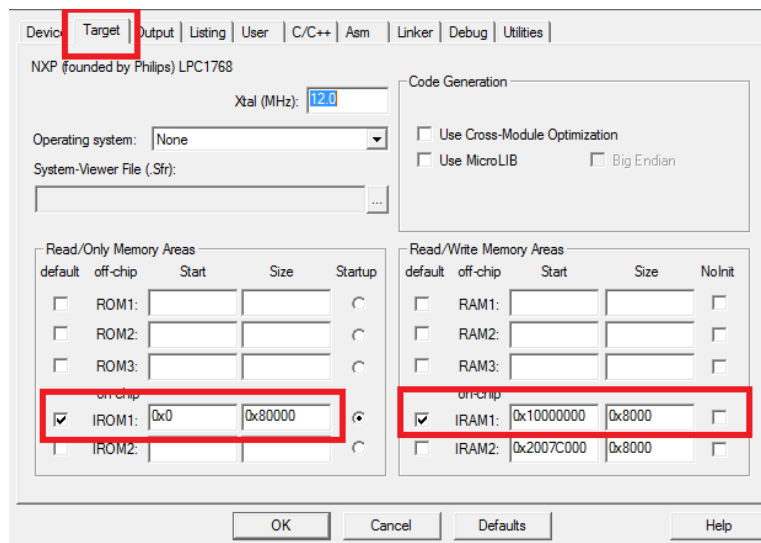 Device Target Output Listing User C/C++ Asm Linker Debug Utilities
NXP (founded by Philips) LPC1768
Xtal (MHz): 12.0
Operating system: None
System-Viewer File (.Sfr):
...
Code Generation
Use Cross-Module Optimization
Use MicroLIB Big Endian
Read/Only Memory Areas
default off-chip Start Size Startup
ROM1:
ROM2:
ROM3:
on-chip
IROM1: 0x0 0x80000
IROM2:
Read/Write Memory Areas
default off-chip Start Size NoInit
RAM1:
RAM2:
RAM3:
on-chip
IRAM1: 0x10000000 0x8000
IRAM2: 0x2007C000 0x8000
OK Cancel Defaults Help